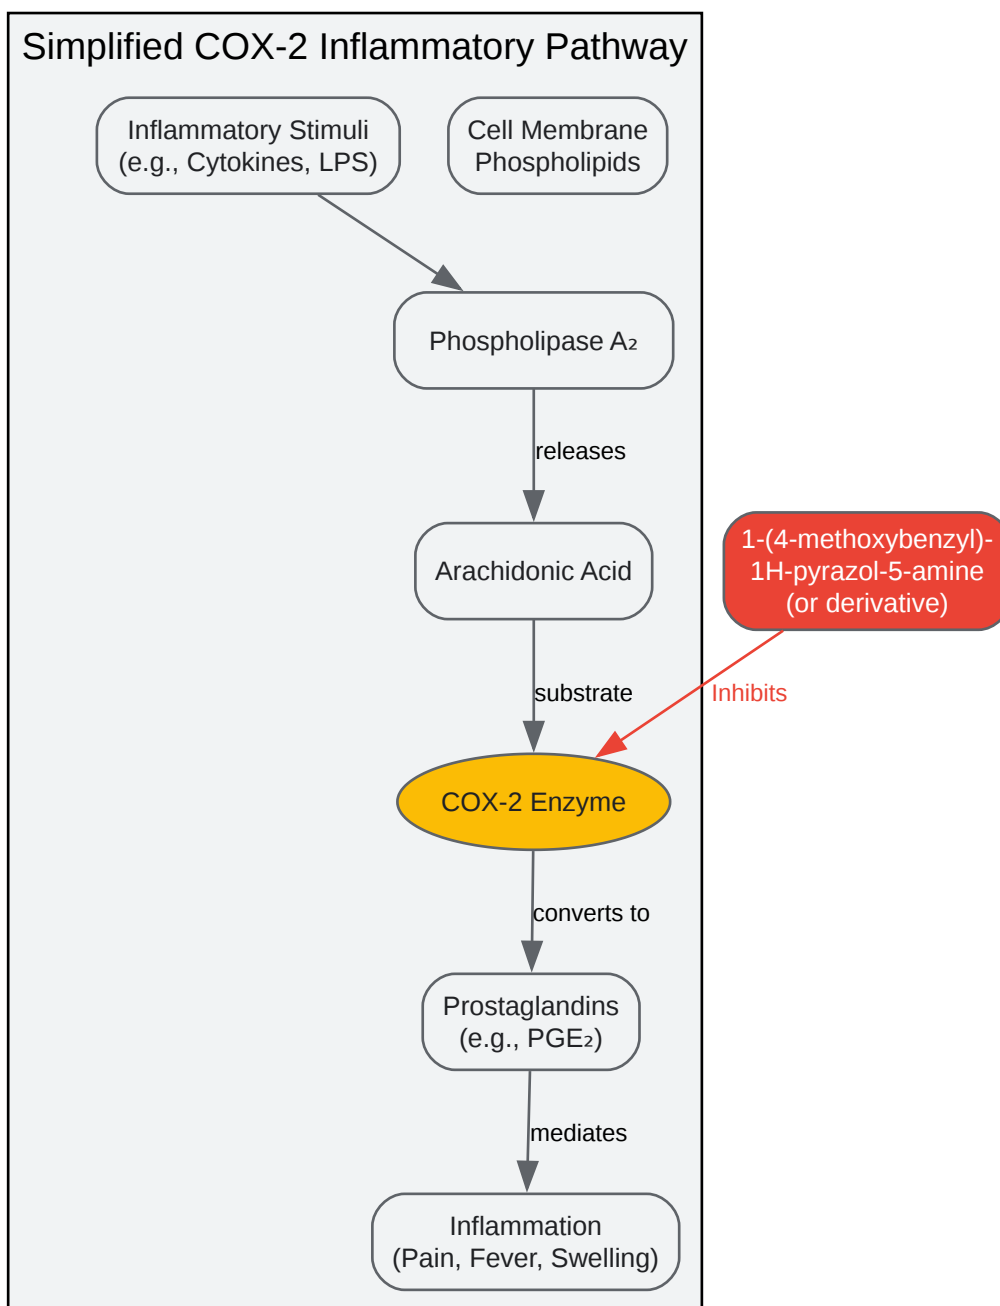 Simplified COX-2 Inflammatory Pathway
Inflammatory Stimuli
(e.g., Cytokines, LPS)
Cell Membrane
Phospholipids
Phospholipase A₂
releases
Arachidonic Acid
1-(4-methoxybenzyl)-
1H-pyrazol-5-amine
(or derivative)
substrate
Inhibits
COX-2 Enzyme
converts to
Prostaglandins
(e.g., PGE₂)
mediates
Inflammation
(Pain, Fever, Swelling)